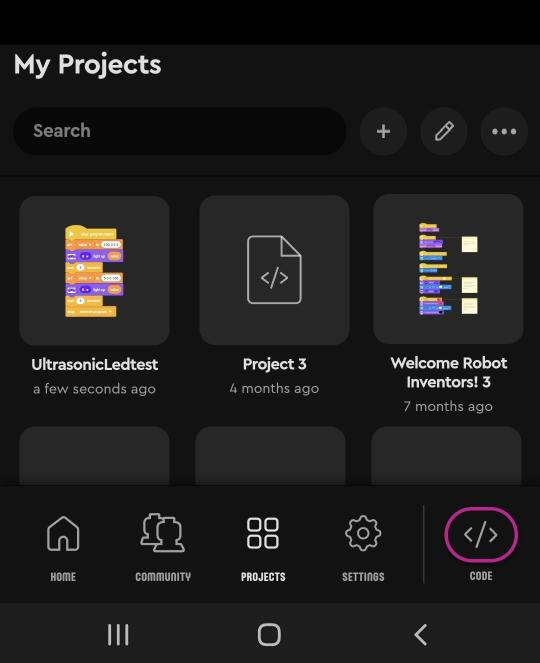 My Projects
Search
UltrasonicLedtest
a few seconds ago
Project 3
4 months ago
Welcome Robot
Inventors! 3
7 months ago
HOME
COMMUNITY
PROJECTS
SETTINGS
CODE